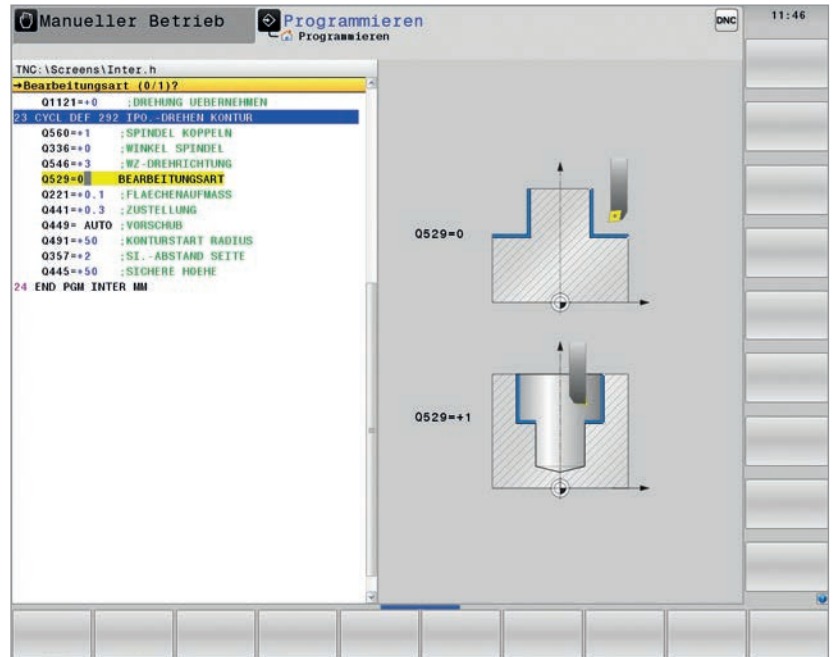 Manueller Betrieb
Programmieren
Programmieren
DNC
11:46
TNC:\Screens\Inter.h
→Bearbeitungsart (0/1)?
Q1121=+0 ;DREHUNG UEBERNEHMEN
23 CYCL DEF 292 IPO.-DREHEN KONTUR
Q560=+1 ;SPINDEL KOPPELN
Q336=+0 ;WINKEL SPINDEL
Q546=+3 ;WZ-DREHRICHTUNG
Q529=0 BEARBEITUNGSART
Q221=+0.1 ;FLAECHENAUFMASS
Q441=+0.3 ;ZUSTELLUNG
Q449= AUTO ;VORSCHUB
Q491=+50 ;KONTURSTART RADIUS
Q357=+2 ;SI.-ABSTAND SEITE
Q445=+50 ;SICHERE HOEHE
24 END PGM INTER MM
Q529=0
Q529=+1